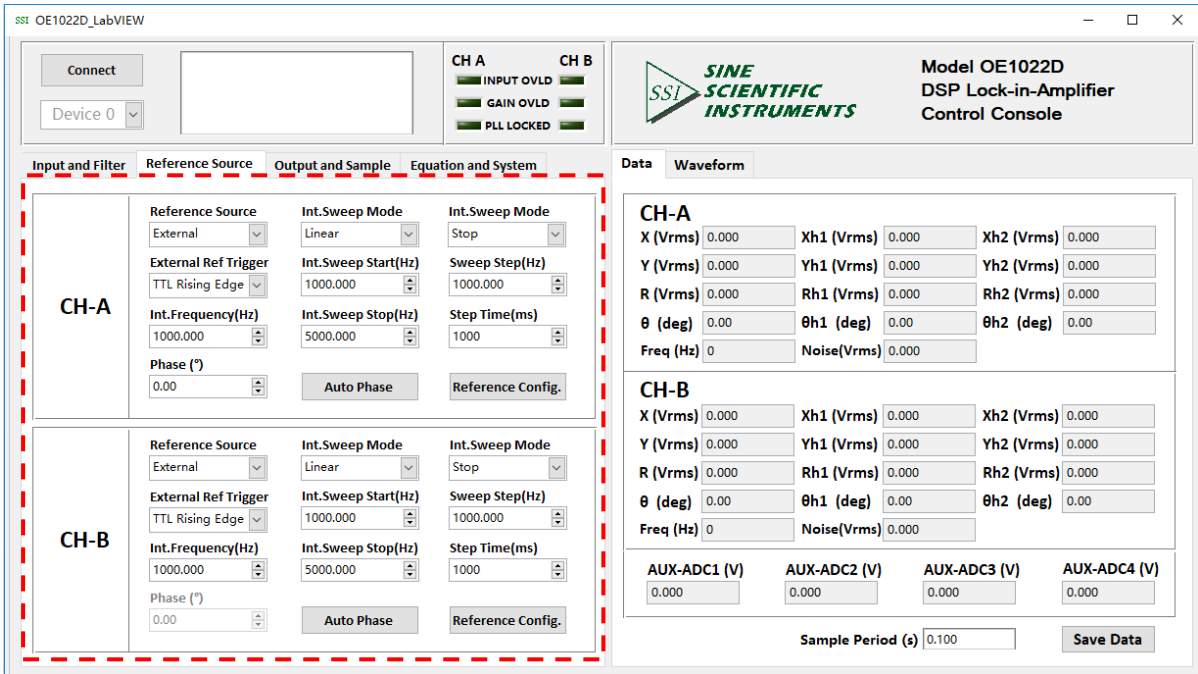 SSI OE1022D_LabVIEW
Connect
Device 0
CH A CH B
INPUT OVLD
GAIN OVLD
PLL LOCKED
SSI
SINE
SCIENTIFIC
INSTRUMENTS
Model OE1022D
DSP Lock-in-Amplifier
Control Console
Input and Filter Reference Source Output and Sample Equation and System
CH-A
Reference Source Int.Sweep Mode Int.Sweep Mode
External Linear Stop
External Ref Trigger Int.Sweep Start(Hz) Sweep Step(Hz)
TTL Rising Edge 1000.000 1000.000
Int.Frequency(Hz) Int.Sweep Stop(Hz) Step Time(ms)
1000.000 5000.000 1000
Phase (°)
0.00 Auto Phase Reference Config.
CH-B
Reference Source Int.Sweep Mode Int.Sweep Mode
External Linear Stop
External Ref Trigger Int.Sweep Start(Hz) Sweep Step(Hz)
TTL Rising Edge 1000.000 1000.000
Int.Frequency(Hz) Int.Sweep Stop(Hz) Step Time(ms)
1000.000 5000.000 1000
Phase (°)
0.00 Auto Phase Reference Config.
Data Waveform
CH-A
X (Vrms) 0.000 Xh1 (Vrms) 0.000 Xh2 (Vrms) 0.000
Y (Vrms) 0.000 Yh1 (Vrms) 0.000 Yh2 (Vrms) 0.000
R (Vrms) 0.000 Rh1 (Vrms) 0.000 Rh2 (Vrms) 0.000
θ (deg) 0.00 θh1 (deg) 0.00 θh2 (deg) 0.00
Freq (Hz) 0 Noise(Vrms) 0.000
CH-B
X (Vrms) 0.000 Xh1 (Vrms) 0.000 Xh2 (Vrms) 0.000
Y (Vrms) 0.000 Yh1 (Vrms) 0.000 Yh2 (Vrms) 0.000
R (Vrms) 0.000 Rh1 (Vrms) 0.000 Rh2 (Vrms) 0.000
θ (deg) 0.00 θh1 (deg) 0.00 θh2 (deg) 0.00
Freq (Hz) 0 Noise(Vrms) 0.000
AUX-ADC1 (V) AUX-ADC2 (V) AUX-ADC3 (V) AUX-ADC4 (V)
0.000 0.000 0.000 0.000
Sample Period (s) 0.100 Save Data